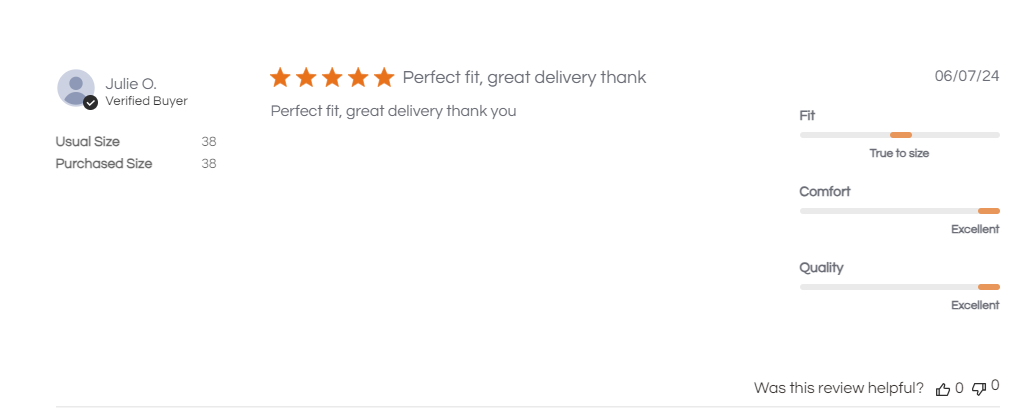 Julie O.
Verified Buyer
Usual Size 38
Purchased Size 38
Perfect fit, great delivery thank
Perfect fit, great delivery thank you
06/07/24
Fit
True to size
Comfort
Excellent
Quality
Excellent
Was this review helpful? 0 0